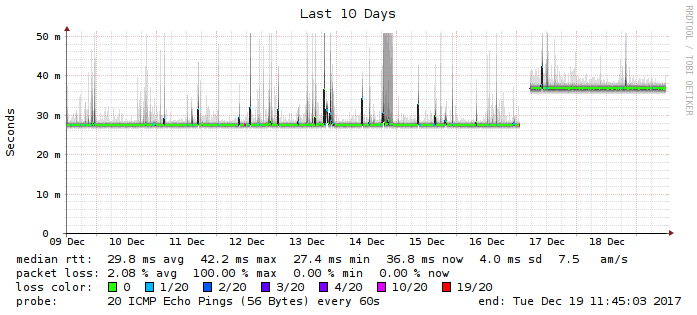 Last 10 Days
RRDTOOL / TOBI OETIKER
Seconds
50 m
40 m
30 m
20 m
10 m
0
09 Dec 10 Dec 11 Dec 12 Dec 13 Dec 14 Dec 15 Dec 16 Dec 17 Dec 18 Dec
median rtt: 29.8 ms avg 42.2 ms max 27.4 ms min 36.8 ms now 4.0 ms sd 7.5 am/s
packet loss: 2.08 % avg 100.00 % max 0.00 % min 0.00 % now
loss color: 0 1/20 2/20 3/20 4/20 10/20 19/20
probe: 20 ICMP Echo Pings (56 Bytes) every 60s end: Tue Dec 19 11:45:03 2017